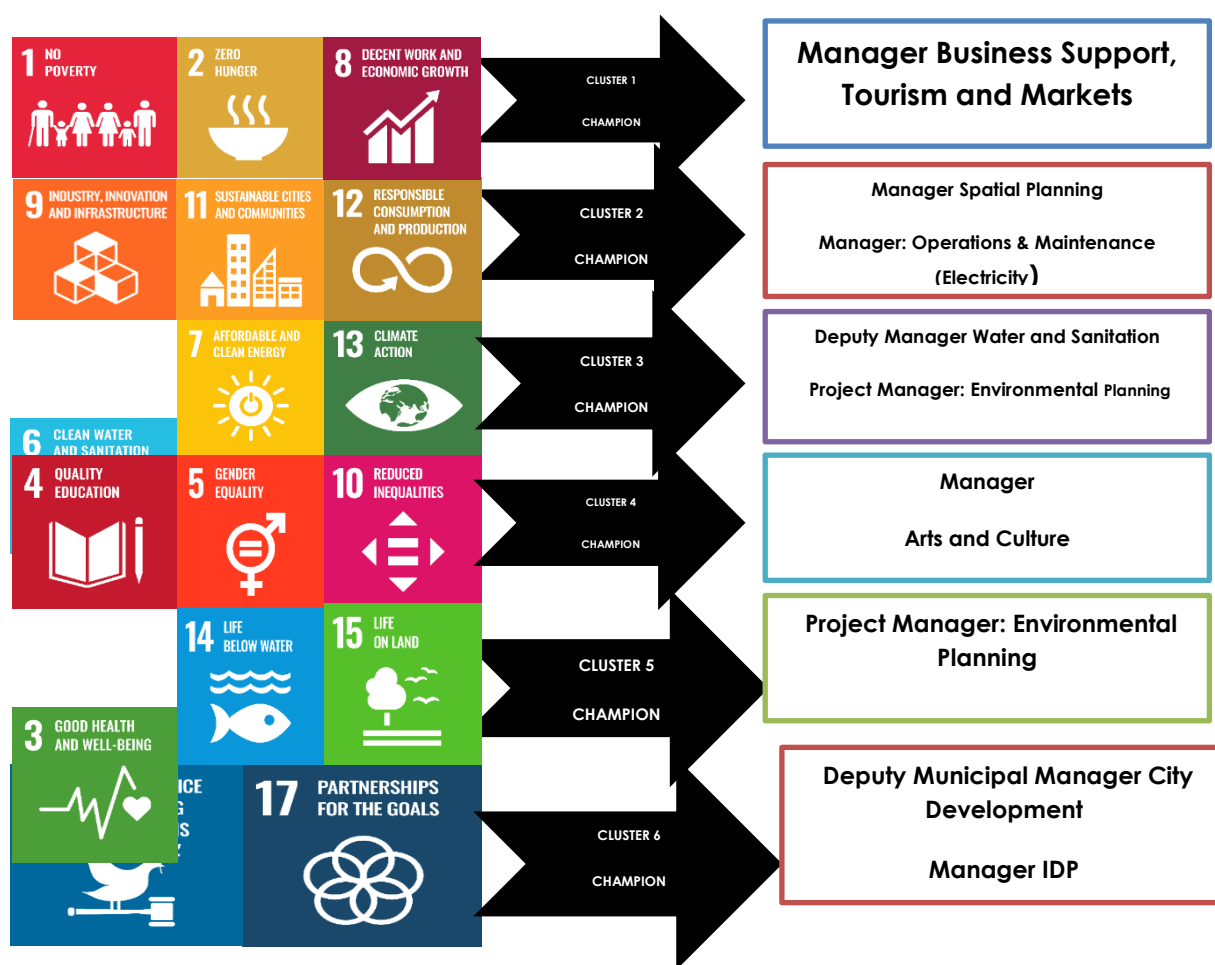 1 NO
POVERTY
2 ZERO
HUNGER
8 DECENT WORK AND
ECONOMIC GROWTH
CLUSTER 1
CHAMPION
Manager Business Support,
Tourism and Markets
9 INDUSTRY, INNOVATION
AND INFRASTRUCTURE
11 SUSTAINABLE CITIES
AND COMMUNITIES
12 RESPONSIBLE
CONSUMPTION
AND PRODUCTION
CLUSTER 2
CHAMPION
Manager Spatial Planning
Manager: Operations & Maintenance
(Electricity)
7 AFFORDABLE AND
CLEAN ENERGY
13 CLIMATE
ACTION
CLUSTER 3
CHAMPION
Deputy Manager Water and Sanitation
Project Manager: Environmental Planning
6 CLEAN WATER
AND SANITATION
4 QUALITY
EDUCATION
5 GENDER
EQUALITY
10 REDUCED
INEQUALITIES
CLUSTER 4
CHAMPION
Manager
Arts and Culture
14 LIFE
BELOW WATER
15 LIFE
ON LAND
CLUSTER 5
CHAMPION
Project Manager: Environmental
Planning
3 GOOD HEALTH
AND WELL-BEING
ICE
G
S
17 PARTNERSHIPS
FOR THE GOALS
CLUSTER 6
CHAMPION
Deputy Municipal Manager City
Development
Manager IDP